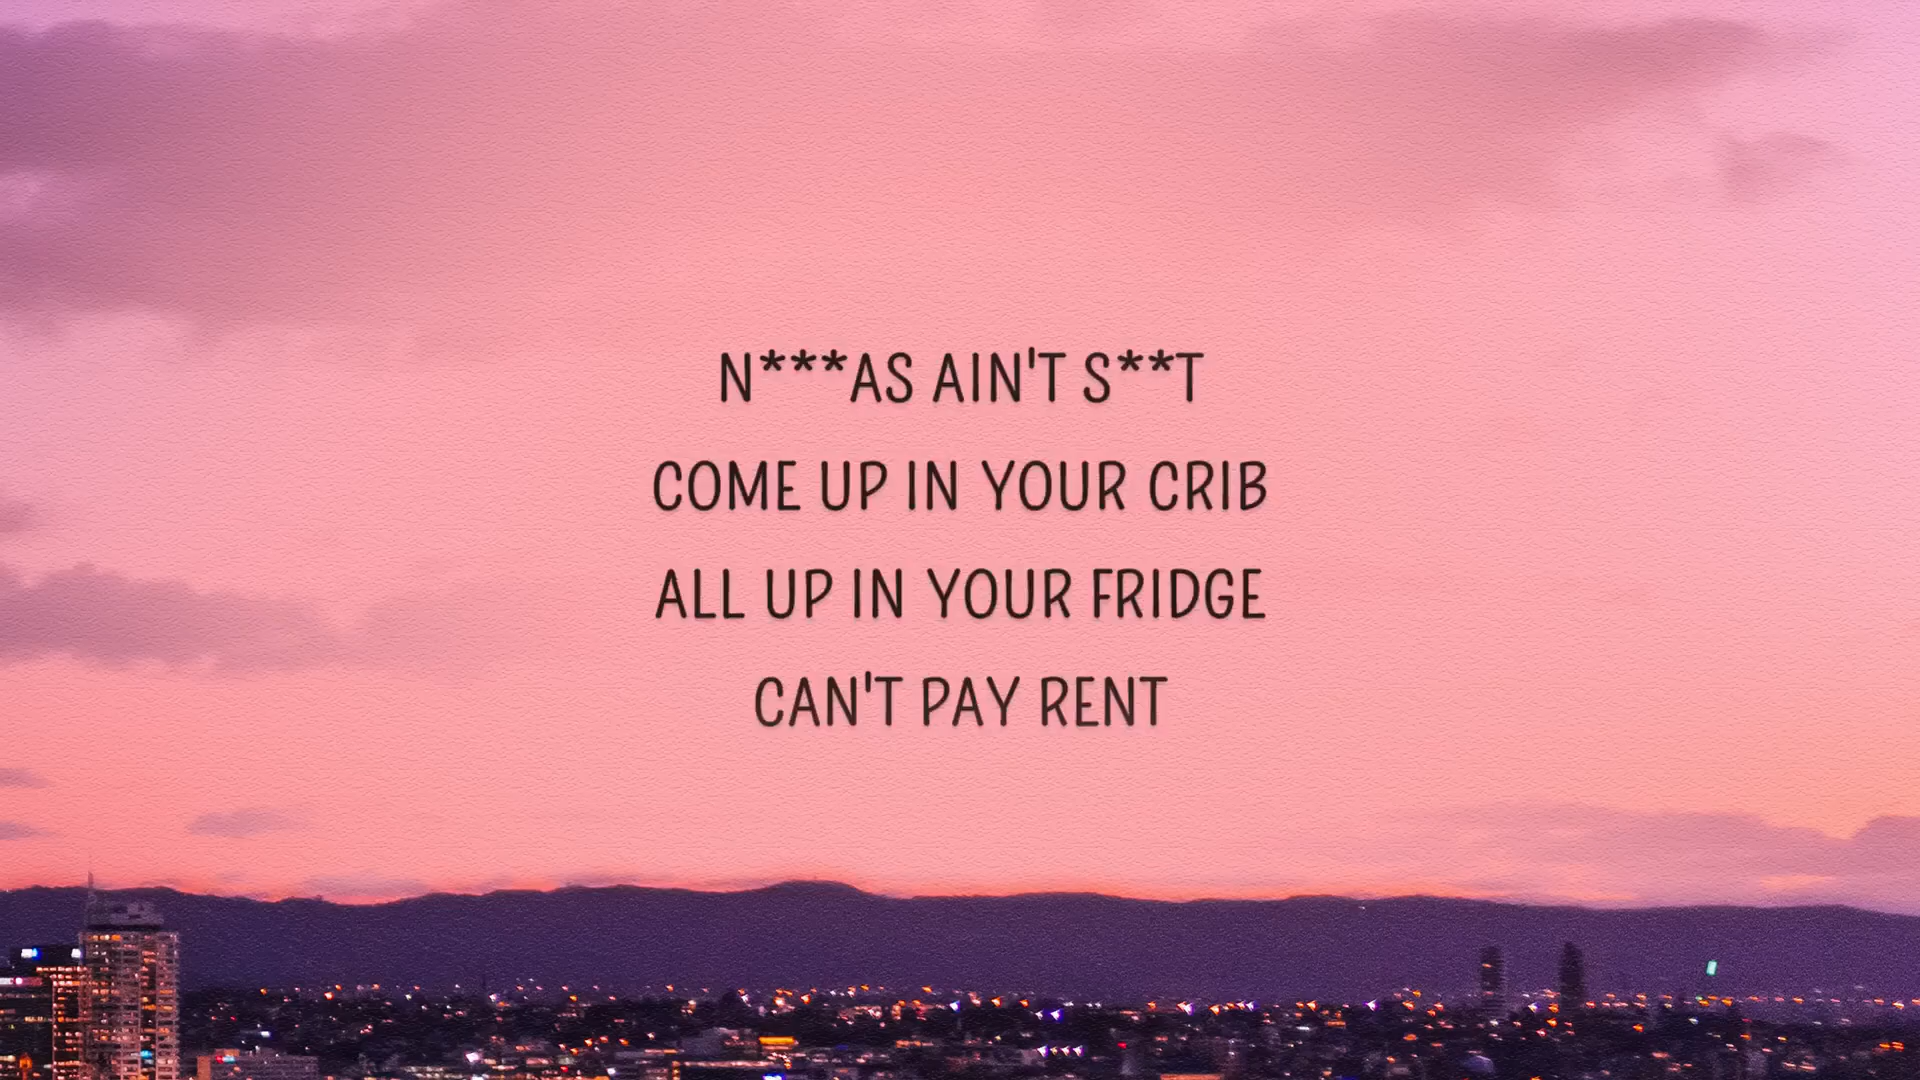 N***AS AIN'T S**T
COME UP IN YOUR CRIB
ALL UP IN YOUR FRIDGE
CAN'T PAY RENT